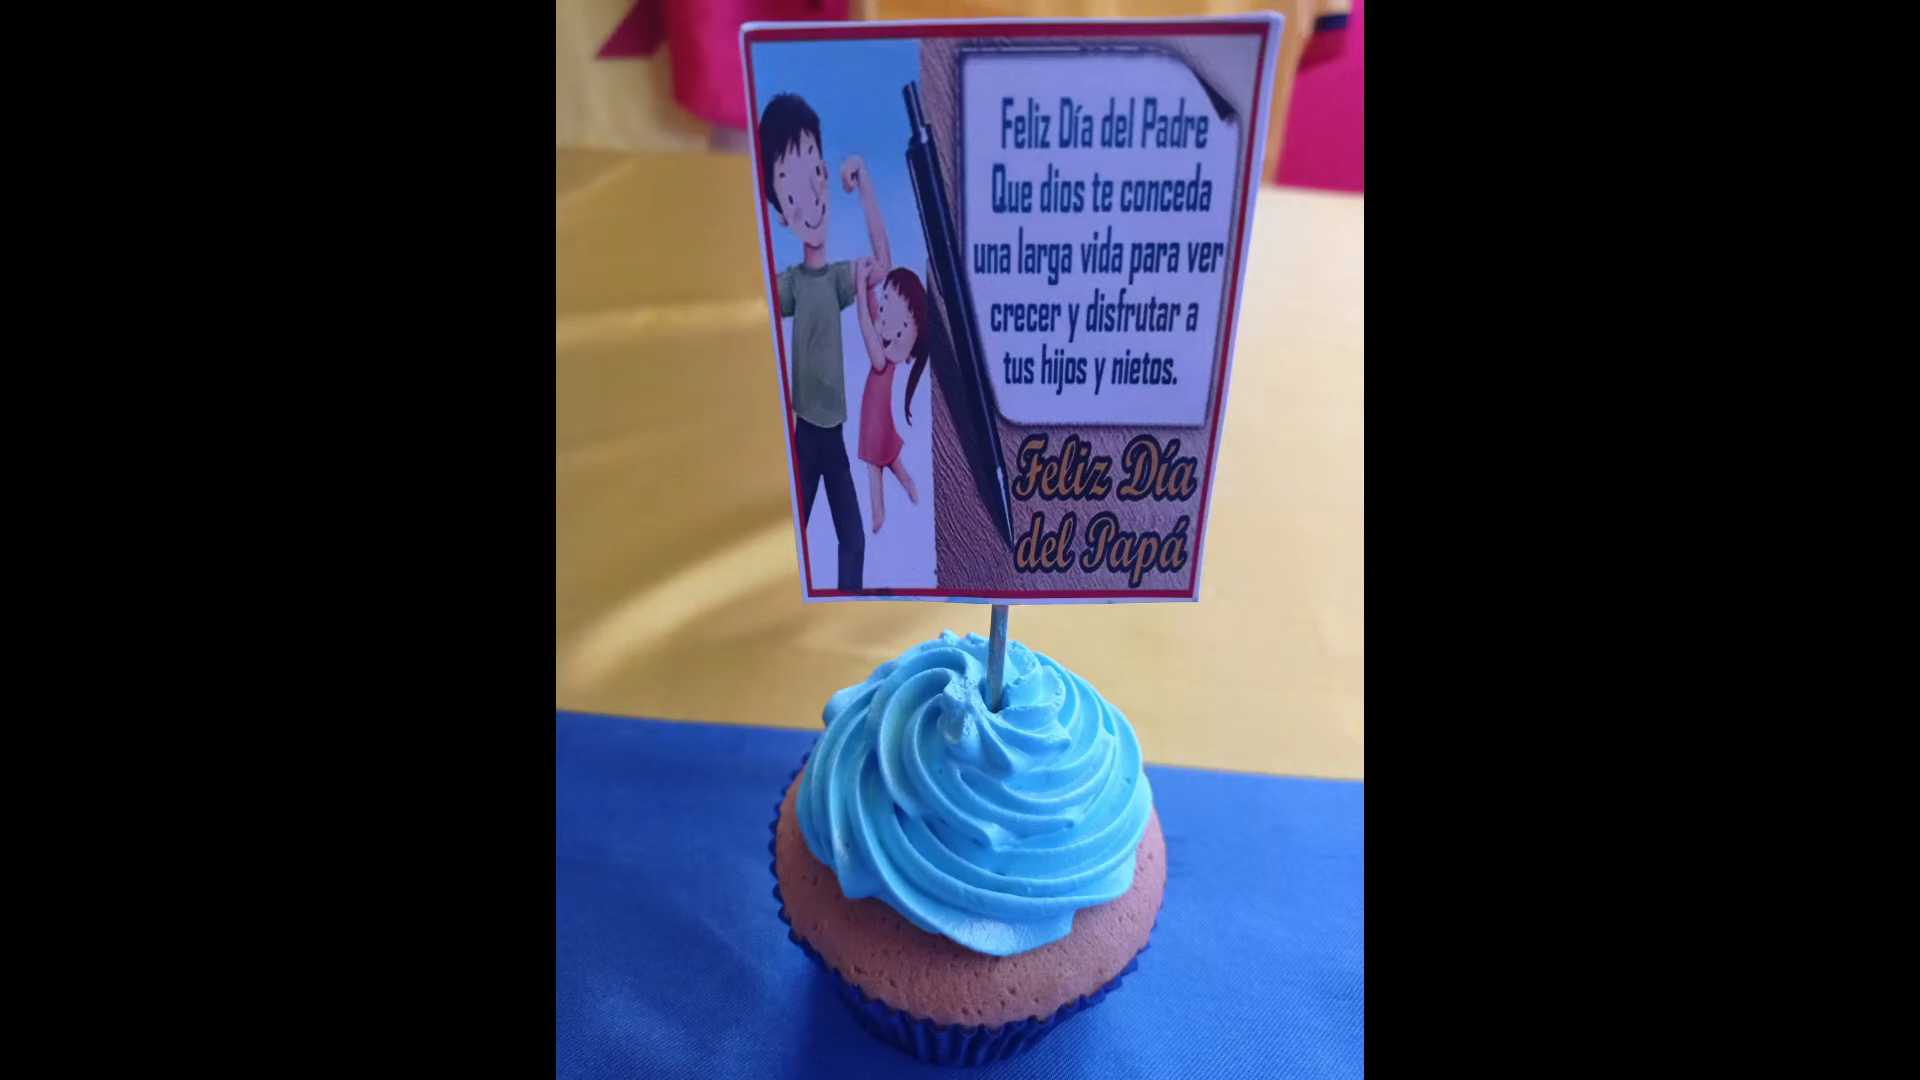 Feliz Día del Padre
Que dios te conceda
una larga vida para ver
crecer y disfrutar a
tus hijos y nietos.
Feliz Día
del Papá